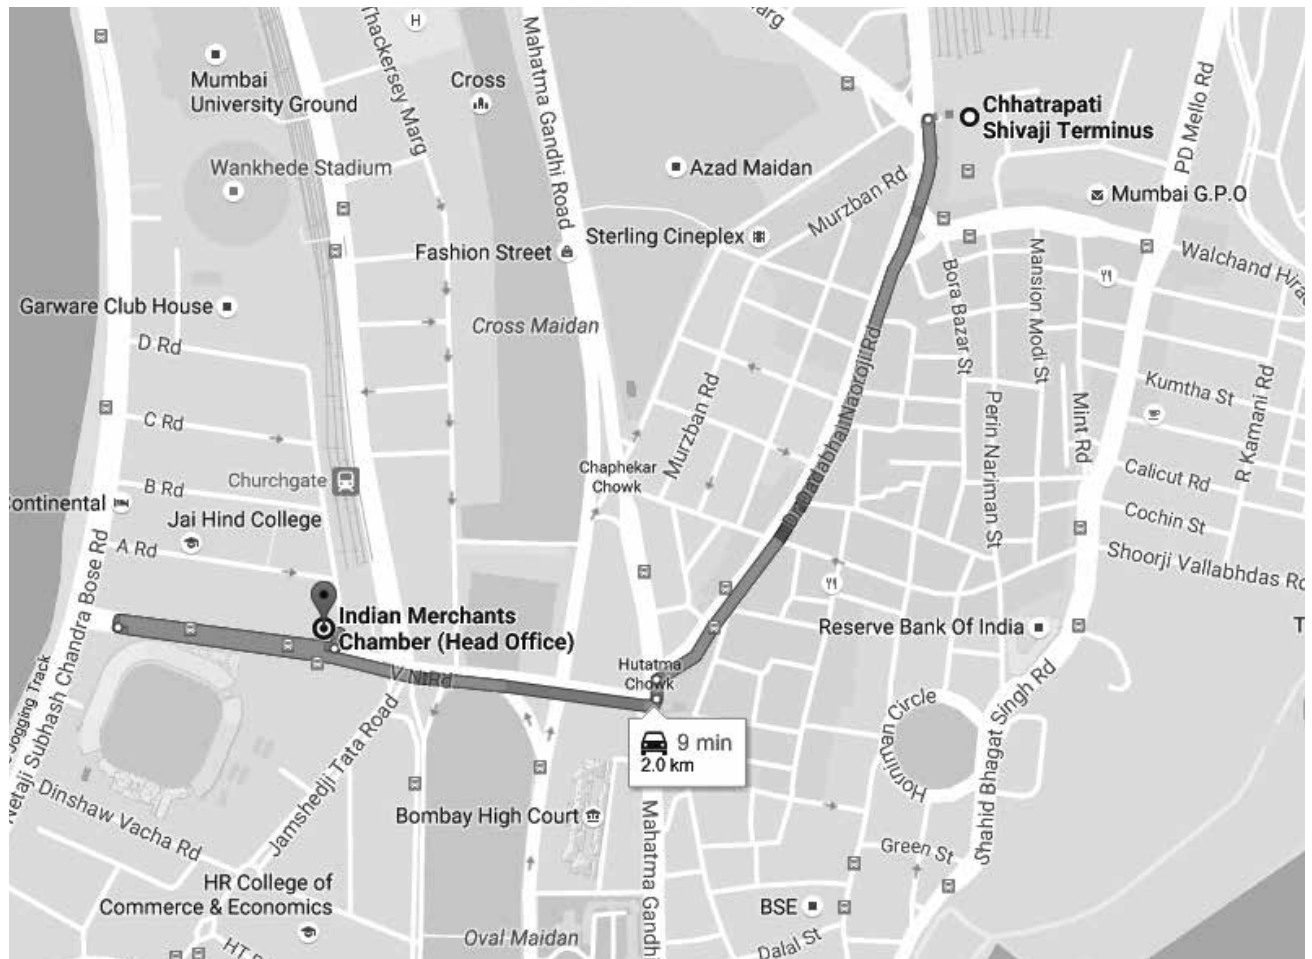 Marg
Thackersey Marg
H
Mahatma Gandhi Road
Mumbai
University Ground
Cross
Chhatrapati
Shivaji Terminus
PD Mello Rd
Wankhede Stadium
Azad Maidan
Murzban Rd
Mumbai G.P.O
Fashion Street
Sterling Cineplex
Walchand Hira
Garware Club House
Cross Maidan
Bora Bazar St
Mansion Modi St
D Rd
Kumtha St
R Kamani Rd
C Rd
Murzban Rd
Dr Dadabhai Naoroji Rd
Perin Nariman St
Mint Rd
Chaphekar
Chowk
Calicut Rd
Churchgate
B Rd
Continental
Jai Hind College
Cochin St
A Rd
Shoorji Vallabhdas Rd
Indian Merchants
Chamber (Head Office)
Reserve Bank Of India
T
Hutatma
Chowk
V N Rd
Jogging Track
Netaji Subhash Chandra Bose Rd
9 min
2.0 km
Horniman Circle
Shahid Bhagat Singh Rd
Dinshaw Vacha Rd
Jamshedji Tata Road
Bombay High Court
Mahatma Gandhi
Green St
HR College of
Commerce & Economics
BSE
Oval Maidan
Dalal St